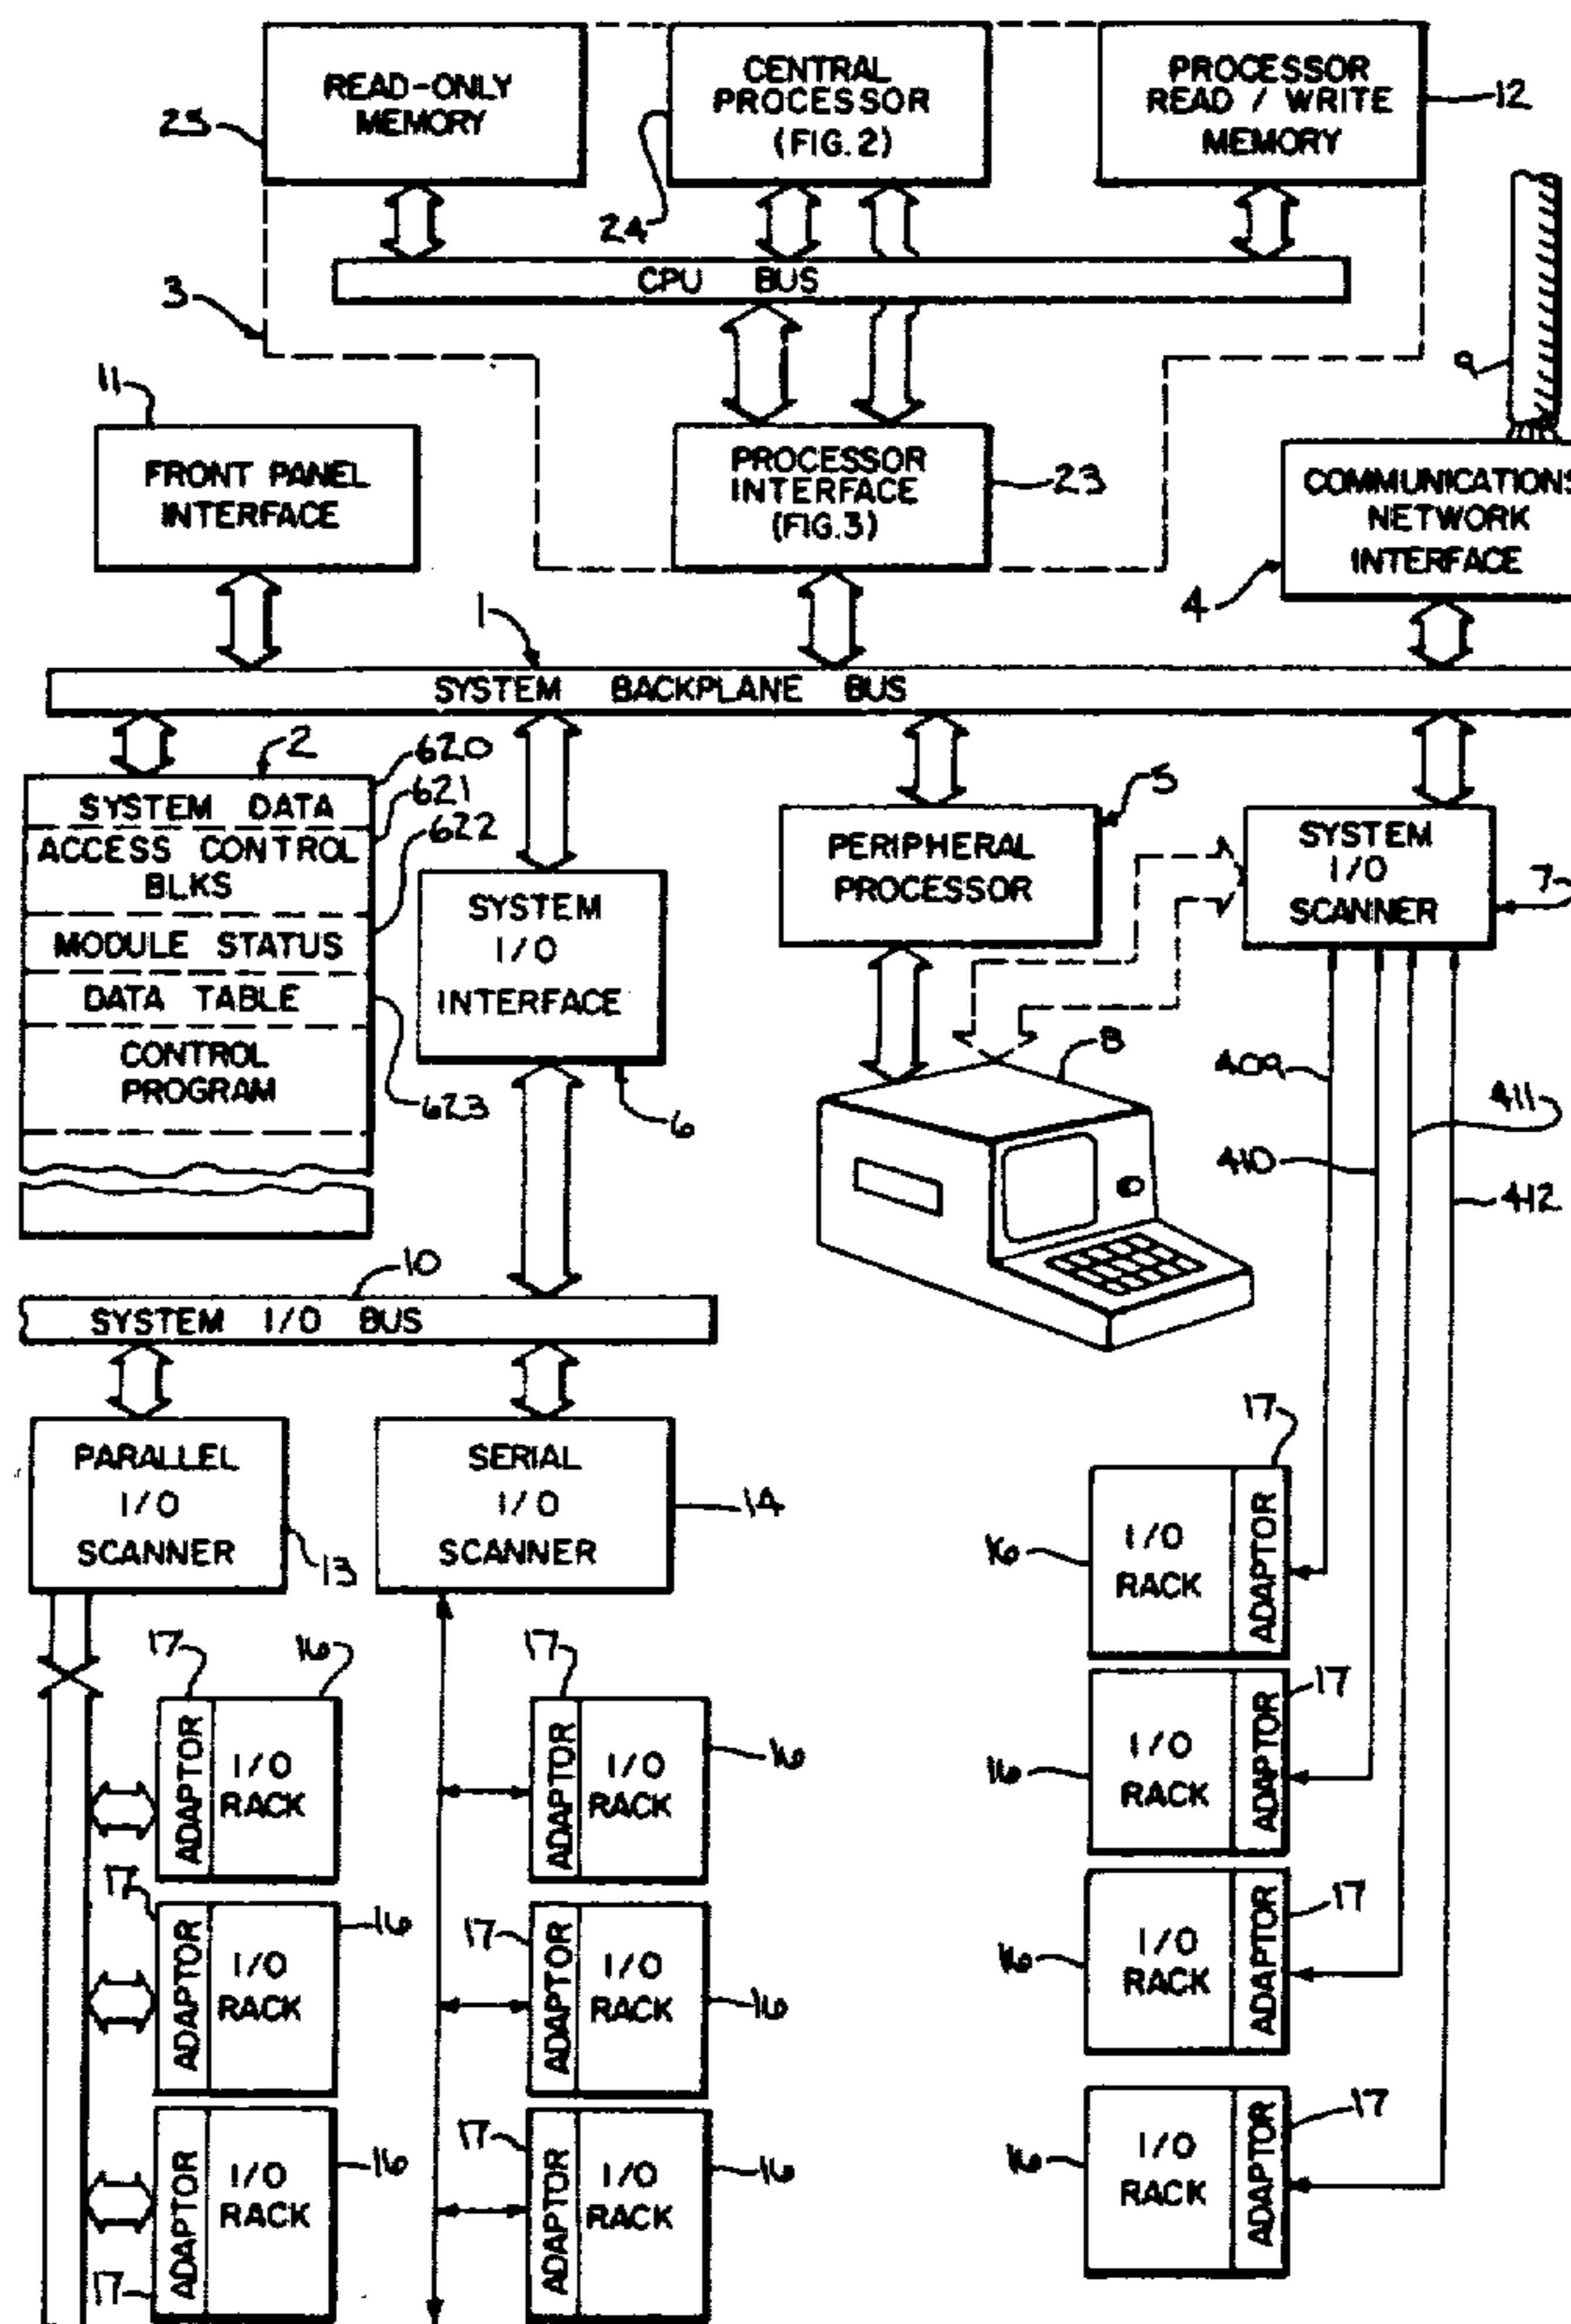 READ-ONLY
MEMORY
25
CENTRAL
PROCESSOR
(FIG. 2)
24
PROCESSOR
READ / WRITE
MEMORY
12
CPU BUS
3
9
11
FRONT PANEL
INTERFACE
PROCESSOR
INTERFACE
(FIG.3)
23
COMMUNICATIONS
NETWORK
INTERFACE
4
1
SYSTEM BACKPLANE BUS
2
620
SYSTEM DATA
621
ACCESS CONTROL
BLKS
622
MODULE STATUS
DATA TABLE
623
CONTROL
PROGRAM
SYSTEM
I/O
INTERFACE
6
PERIPHERAL
PROCESSOR
5
SYSTEM
I/O
SCANNER
7
8
409
410
411
412
10
SYSTEM I/O BUS
PARALLEL
I/O
SCANNER
13
SERIAL
I/O
SCANNER
14
17
16
ADAPTOR
I/O
RACK
17
16
ADAPTOR
I/O
RACK
17
16
ADAPTOR
I/O
RACK
17
16
ADAPTOR
I/O
RACK
17
16
ADAPTOR
I/O
RACK
17
16
ADAPTOR
I/O
RACK
17
16
I/O
RACK
ADAPTOR
17
16
I/O
RACK
ADAPTOR
17
16
I/O
RACK
ADAPTOR
17
16
I/O
RACK
ADAPTOR